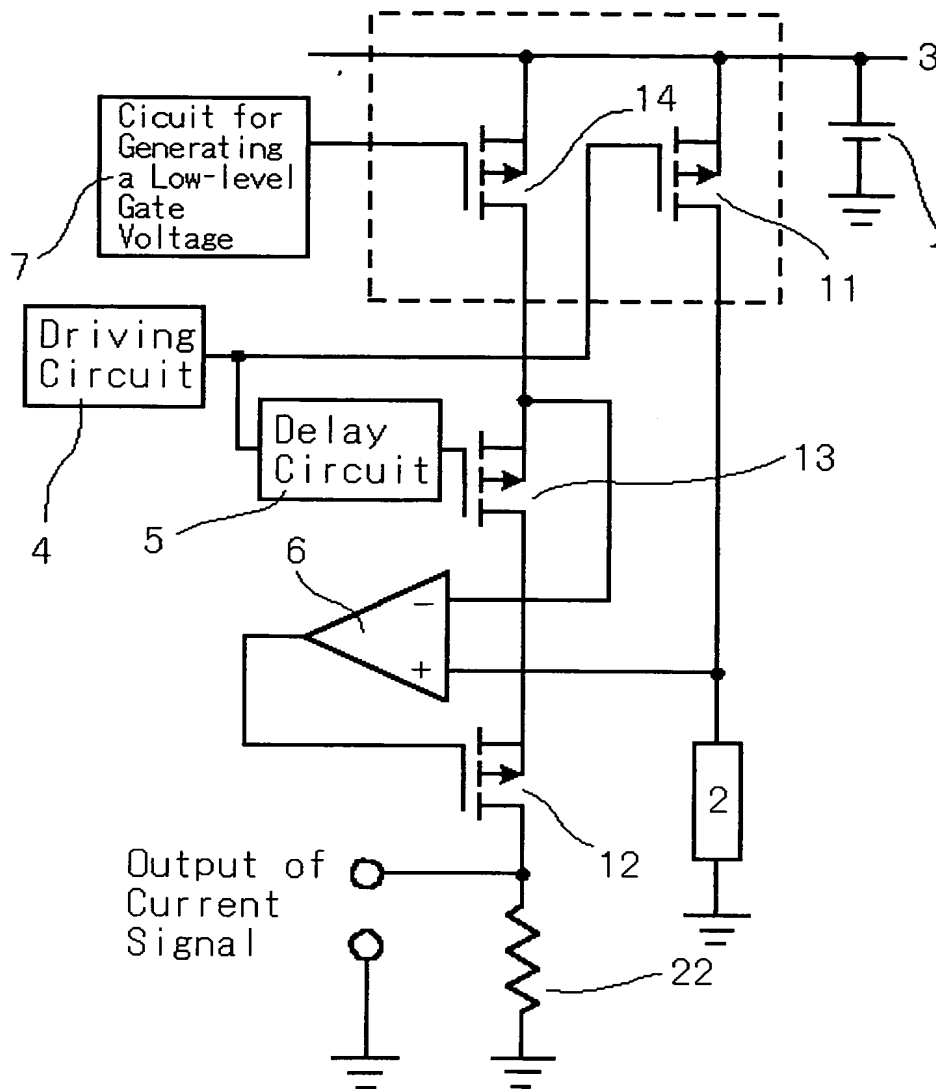 3
14
Cicuit for
Generating
a Low-level
Gate
Voltage
7
11
Driving
Circuit
4
Delay
Circuit
5
13
6
−
+
2
12
Output of
Current
Signal
22